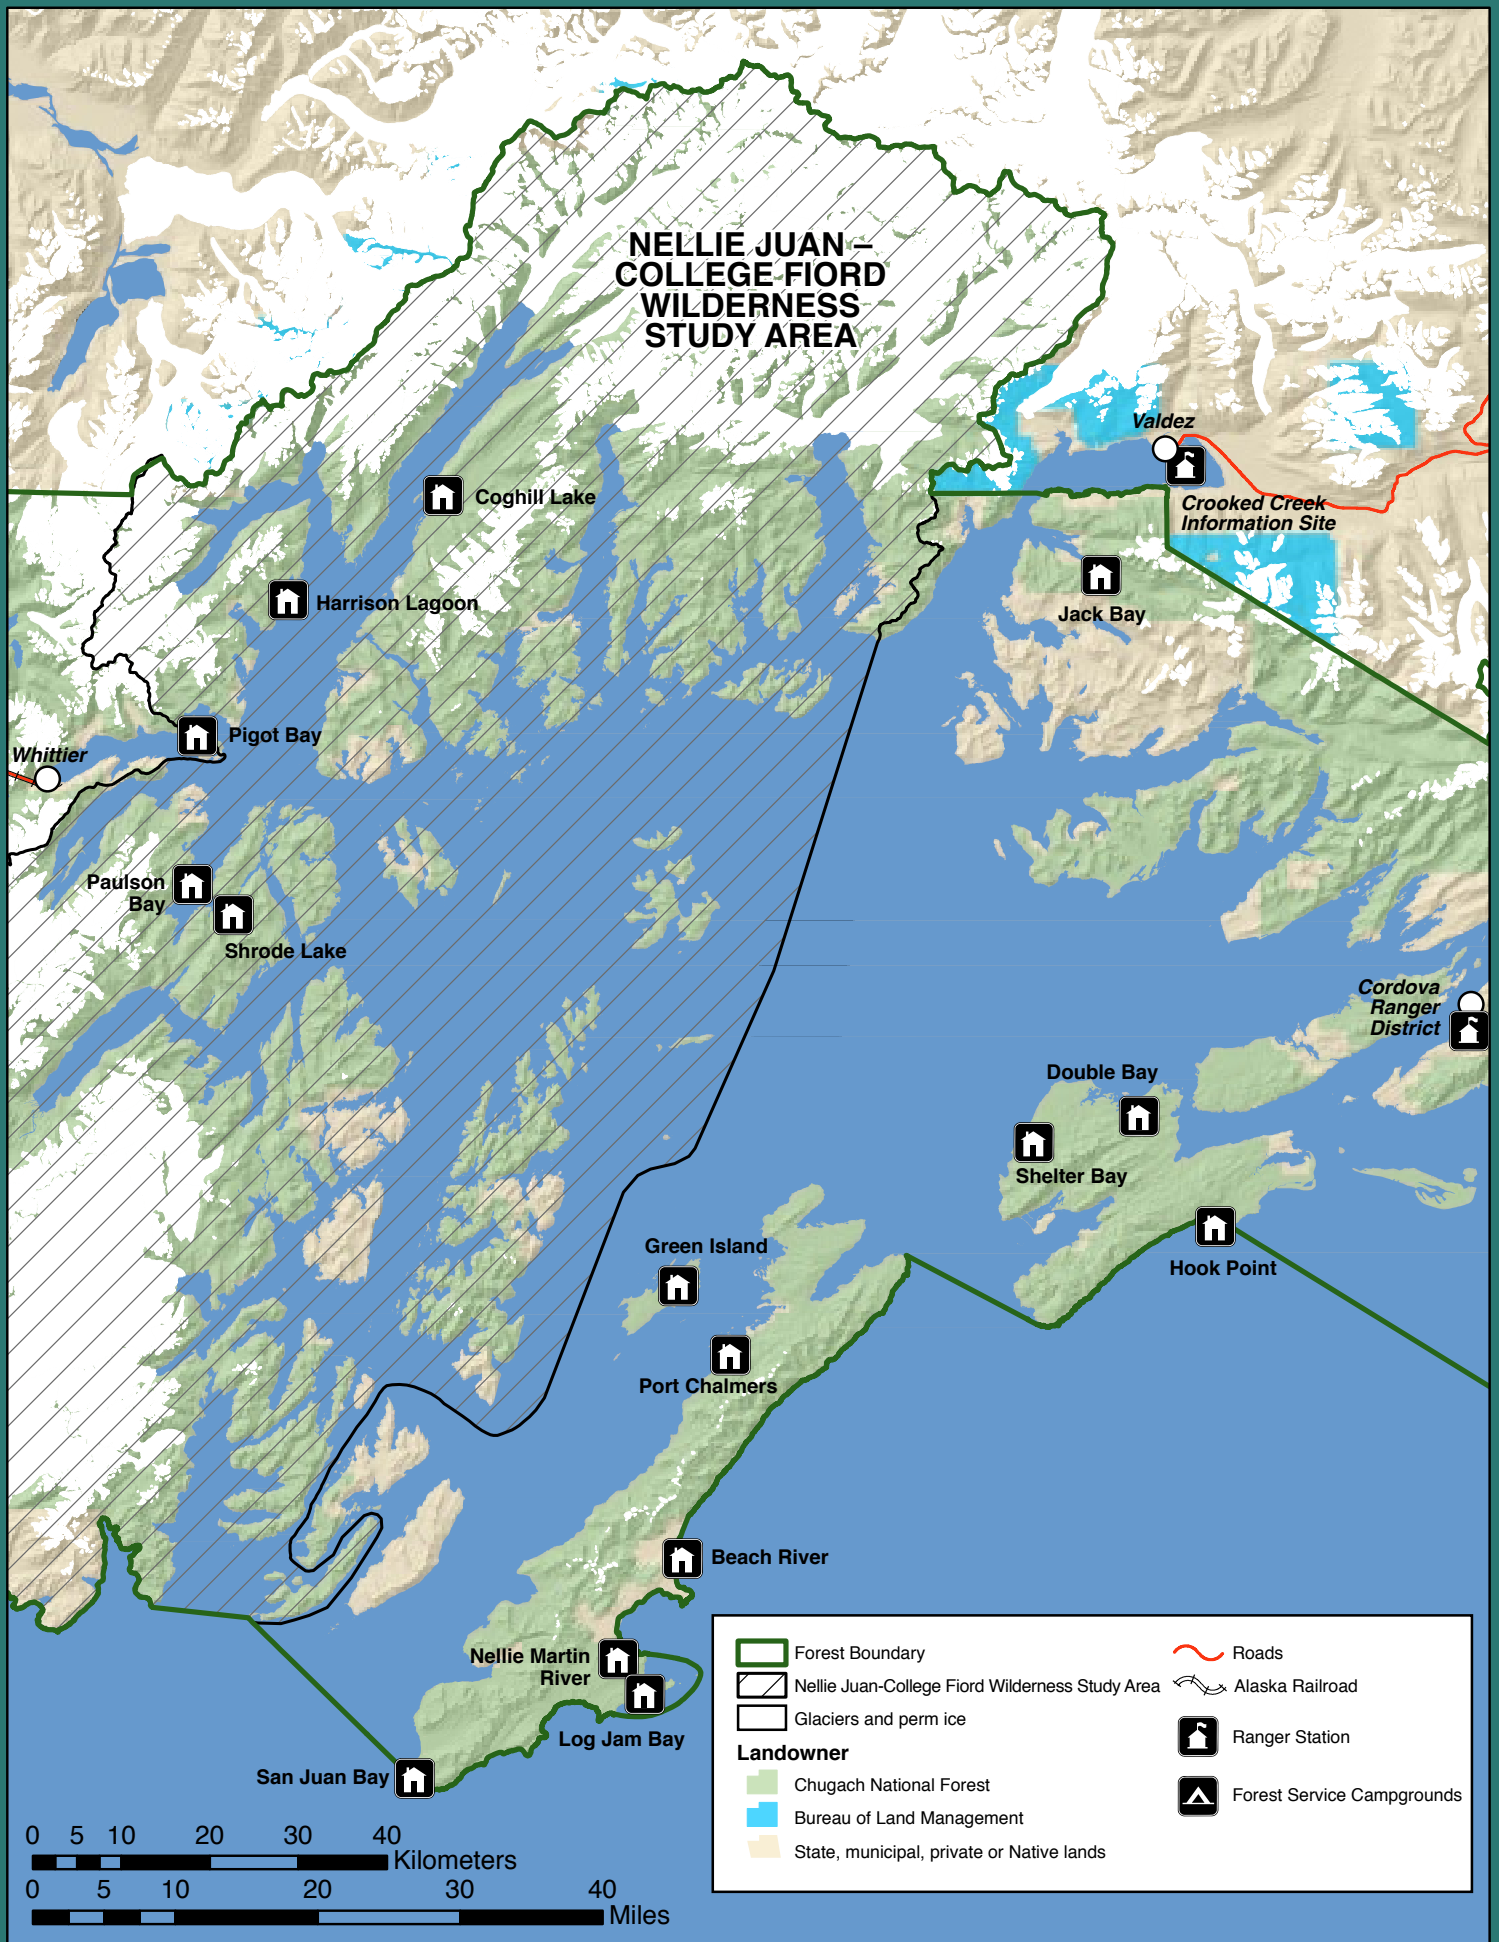 NELLIE JUAN –
COLLEGE FIORD
WILDERNESS
STUDY AREA
Valdez
Crooked Creek
Information Site
Coghill Lake
Harrison Lagoon
Jack Bay
Pigot Bay
Whittier
Paulson
Bay
Shrode Lake
Cordova
Ranger
District
Double Bay
Shelter Bay
Green Island
Hook Point
Port Chalmers
Beach River
Nellie Martin
River
Log Jam Bay
San Juan Bay
Forest Boundary
Nellie Juan-College Fiord Wilderness Study Area
Glaciers and perm ice
Landowner
Chugach National Forest
Bureau of Land Management
State, municipal, private or Native lands
Roads
Alaska Railroad
Ranger Station
Forest Service Campgrounds
0 5 10 20 30 40
Kilometers
0 5 10 20 30 40
Miles